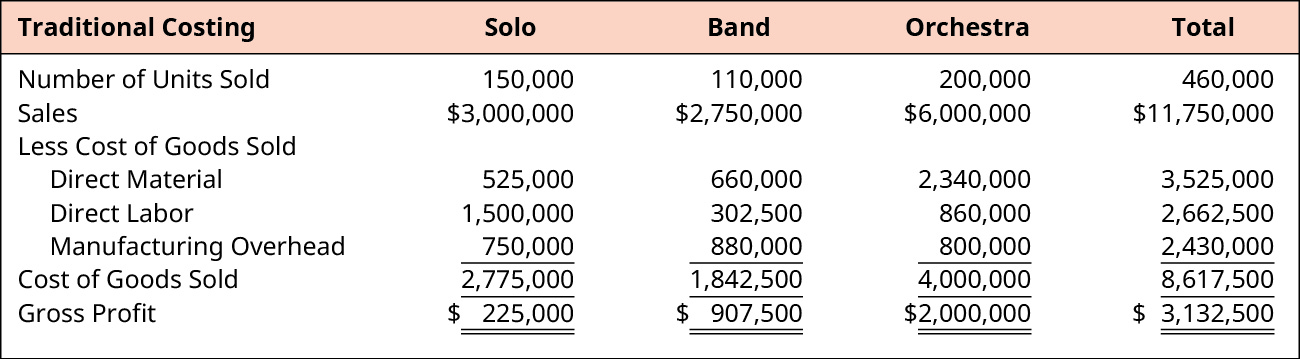 Traditional Costing Solo Band Orchestra Total
Number of Units Sold 150,000 110,000 200,000 460,000
Sales $3,000,000 $2,750,000 $6,000,000 $11,750,000
Less Cost of Goods Sold
Direct Material 525,000 660,000 2,340,000 3,525,000
Direct Labor 1,500,000 302,500 860,000 2,662,500
Manufacturing Overhead 750,000 880,000 800,000 2,430,000
Cost of Goods Sold 2,775,000 1,842,500 4,000,000 8,617,500
Gross Profit $ 225,000 $ 907,500 $2,000,000 $ 3,132,500